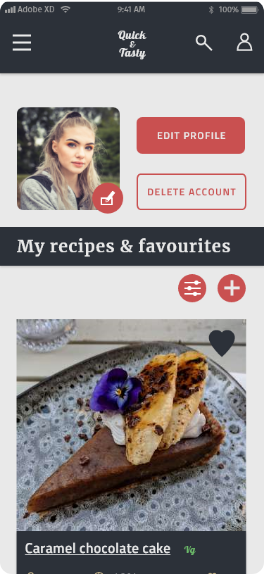 Adobe XD 9:41 AM 100%
Quick
&
Tasty
EDIT PROFILE
DELETE ACCOUNT
My recipes & favourites
Caramel chocolate cake Vg